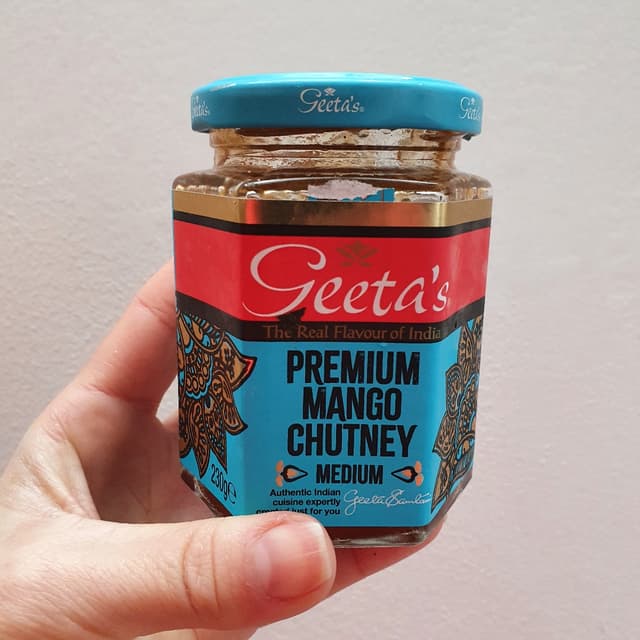 Geeta's
Geeta's
The Real Flavour of India
PREMIUM
MANGO
CHUTNEY
MEDIUM
Authentic Indian
cuisine expertly
created just for you
230g℮